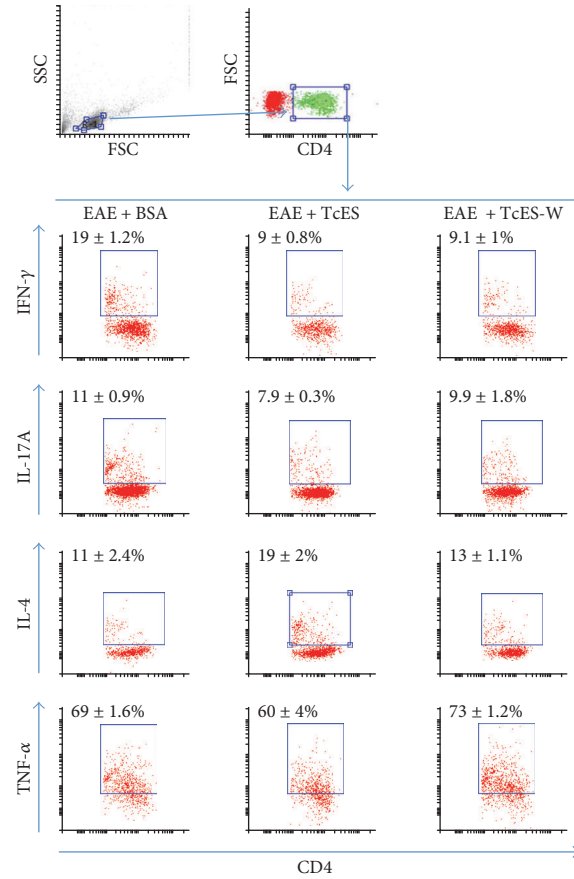 SSC
FSC
FSC
CD4
EAE + BSA
EAE + TcES
EAE + TcES-W
IFN-γ
19 ± 1.2%
9 ± 0.8%
9.1 ± 1%
IL-17A
11 ± 0.9%
7.9 ± 0.3%
9.9 ± 1.8%
IL-4
11 ± 2.4%
19 ± 2%
13 ± 1.1%
TNF-α
69 ± 1.6%
60 ± 4%
73 ± 1.2%
CD4